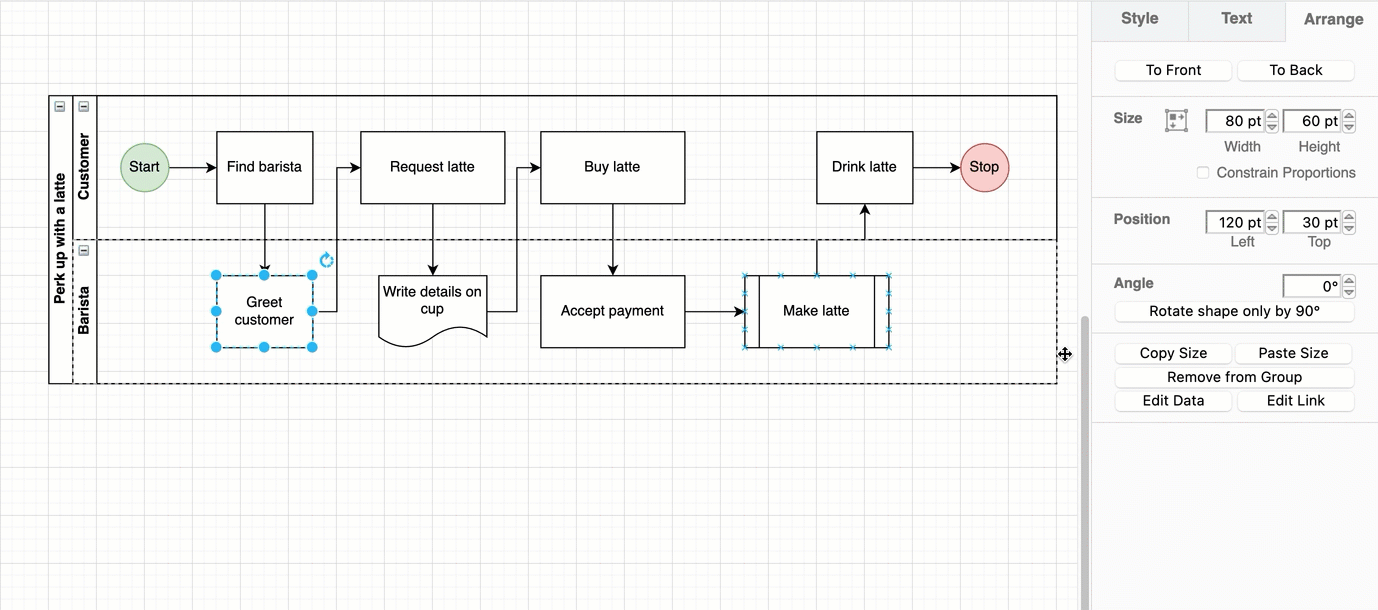 Style
Text
Arrange
To Front
To Back
Size
80 pt
60 pt
Width
Height
Constrain Proportions
Position
120 pt
30 pt
Left
Top
Angle
0°
Rotate shape only by 90°
Copy Size
Paste Size
Remove from Group
Edit Data
Edit Link
Perk up with a latte
Customer
Start
Find barista
Request latte
Buy latte
Drink latte
Stop
Barista
Greet
customer
Write details on
cup
Accept payment
Make latte